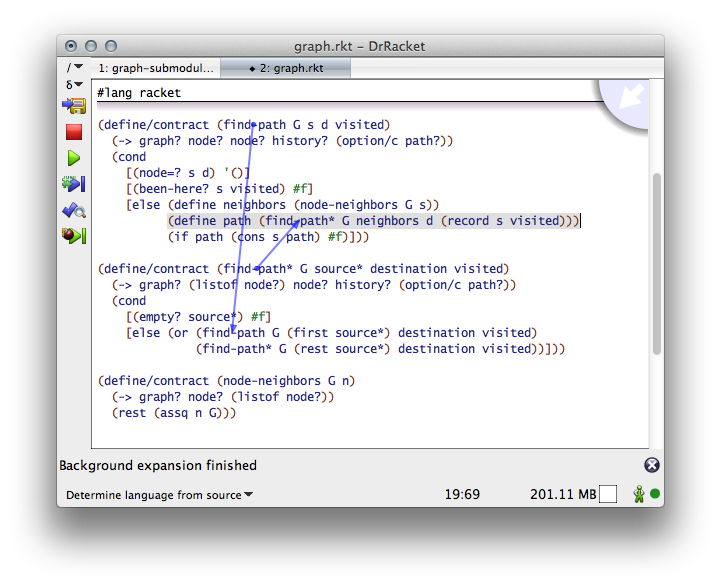 graph.rkt - DrRacket
/ 1: graph-submodul... ◆ 2: graph.rkt
δ
#lang racket
(define/contract (find-path G s d visited)
  (-> graph? node? node? history? (option/c path?))
  (cond
    [(node=? s d) '()]
    [(been-here? s visited) #f]
    [else (define neighbors (node-neighbors G s))
          (define path (find-path* G neighbors d (record s visited)))
          (if path (cons s path) #f)]))
(define/contract (find-path* G source* destination visited)
  (-> graph? (listof node?) node? history? (option/c path?))
  (cond
    [(empty? source*) #f]
    [else (or (find-path G (first source*) destination visited)
              (find-path* G (rest source*) destination visited))]))
(define/contract (node-neighbors G n)
  (-> graph? node? (listof node?))
  (rest (assq n G)))
Background expansion finished
Determine language from source 19:69 201.11 MB